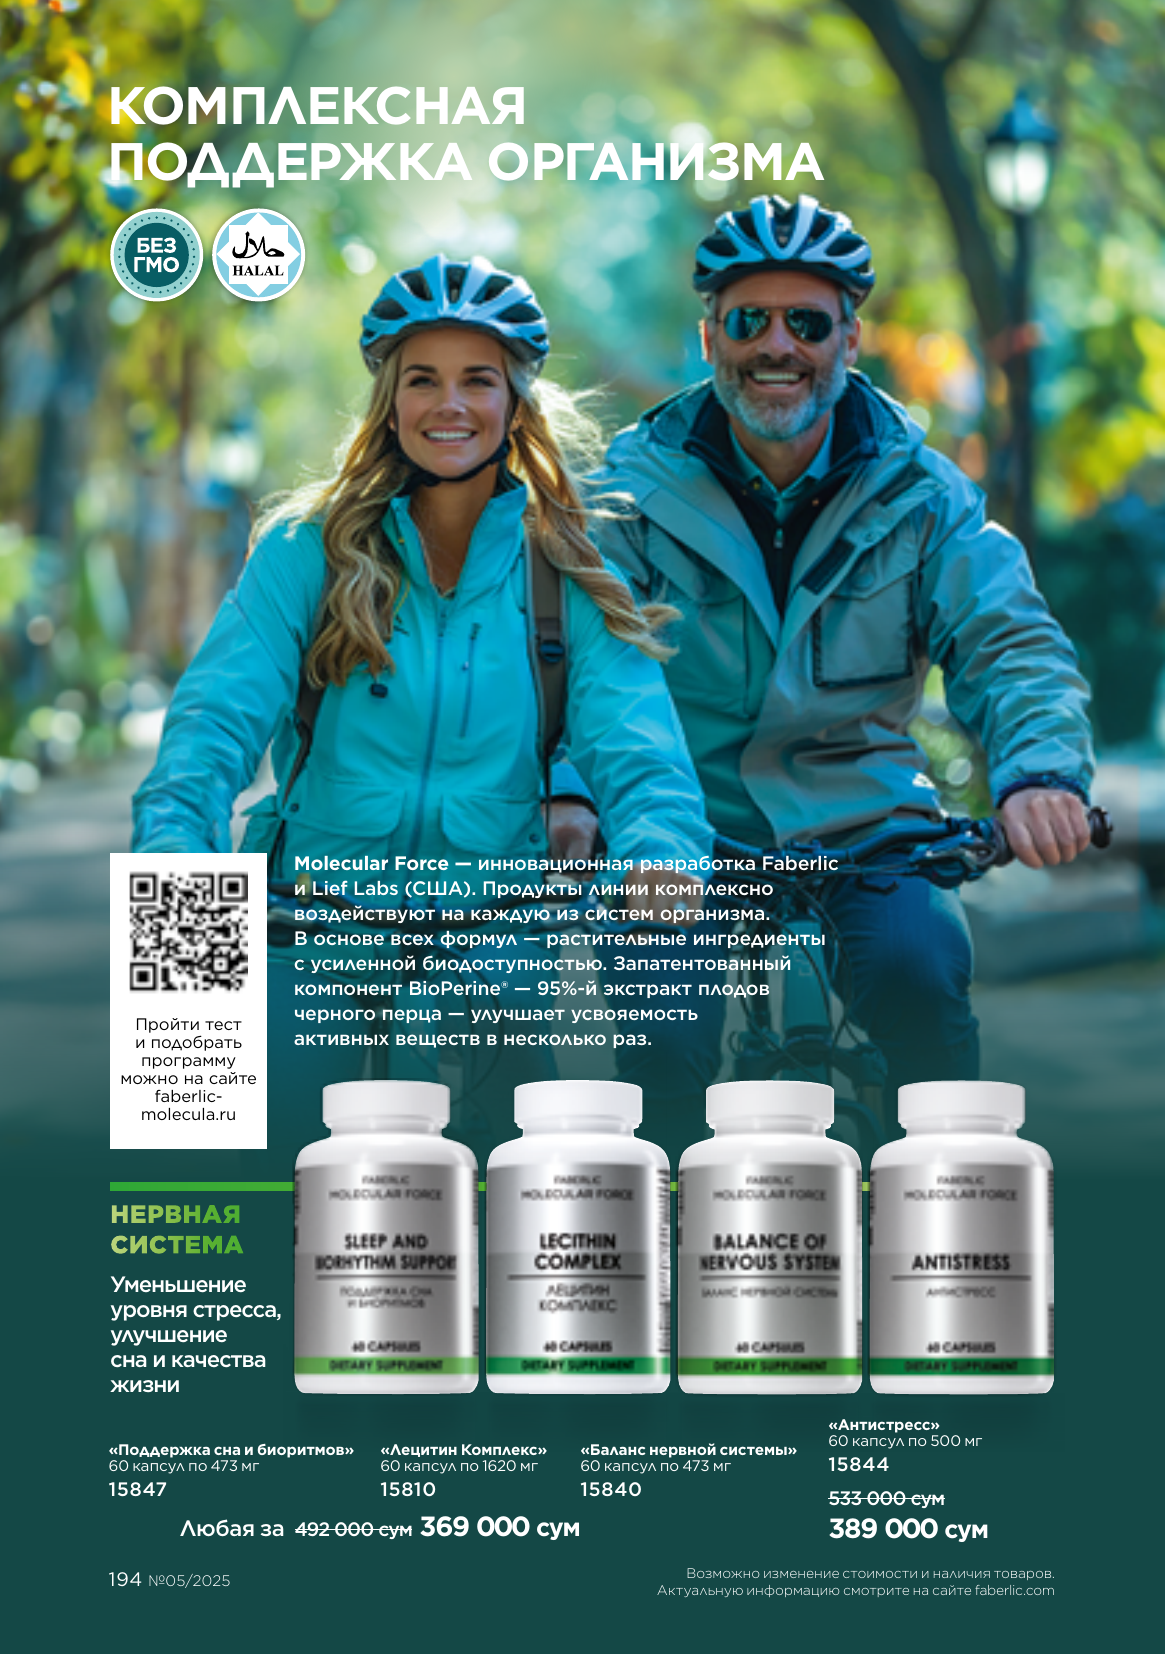 КОМПЛЕКСНАЯ
ПОДДЕРЖКА ОРГАНИЗМА
БЕЗ
ГМО
حلال
HALAL
Molecular Force — инновационная разработка Faberlic
и Lief Labs (США). Продукты линии комплексно
воздействуют на каждую из систем организма.
В основе всех формул — растительные ингредиенты
с усиленной биодоступностью. Запатентованный
компонент BioPerine® — 95%-й экстракт плодов
черного перца — улучшает усвояемость
активных веществ в несколько раз.
Пройти тест
и подобрать
программу
можно на сайте
faberlic-
molecula.ru
НЕРВНАЯ
СИСТЕМА
Уменьшение
уровня стресса,
улучшение
сна и качества
жизни
FABERLIC
MOLECULAR FORCE
SLEEP AND
BIORHYTHM SUPPORT
ПОДДЕРЖКА СНА
И БИОРИТМОВ
60 CAPSULES
DIETARY SUPPLEMENT
FABERLIC
MOLECULAR FORCE
LECITHIN
COMPLEX
ЛЕЦИТИН
КОМПЛЕКС
60 CAPSULES
DIETARY SUPPLEMENT
FABERLIC
MOLECULAR FORCE
BALANCE OF
NERVOUS SYSTEM
БАЛАНС НЕРВНОЙ СИСТЕМЫ
60 CAPSULES
DIETARY SUPPLEMENT
FABERLIC
MOLECULAR FORCE
ANTISTRESS
АНТИСТРЕСС
60 CAPSULES
DIETARY SUPPLEMENT
«Поддержка сна и биоритмов»
60 капсул по 473 мг
15847
«Лецитин Комплекс»
60 капсул по 1620 мг
15810
«Баланс нервной системы»
60 капсул по 473 мг
15840
Любая за 492 000 сум 369 000 сум
«Антистресс»
60 капсул по 500 мг
15844
533 000 сум
389 000 сум
194 №05/2025
Возможно изменение стоимости и наличия товаров.
Актуальную информацию смотрите на сайте faberlic.com